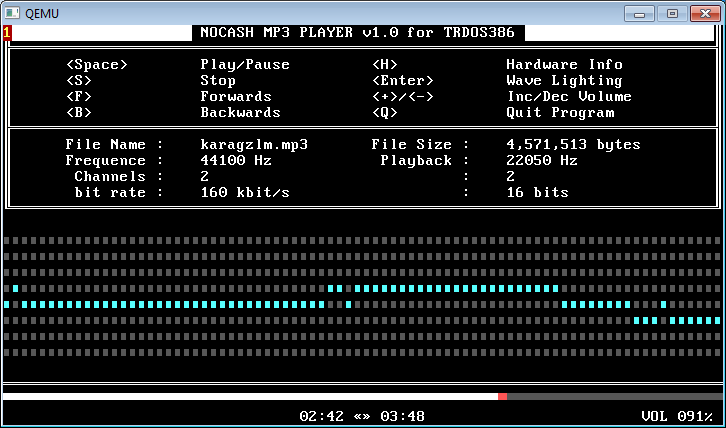 QEMU
1 NOCASH MP3 PLAYER v1.0 for TRDOS386
<Space> Play/Pause <H> Hardware Info
<S> Stop <Enter> Wave Lighting
<F> Forwards <+>/<-> Inc/Dec Volume
<B> Backwards <Q> Quit Program
File Name : karagzlm.mp3 File Size : 4,571,513 bytes
Frequence : 44100 Hz Playback : 22050 Hz
Channels : 2 : 2
bit rate : 160 kbit/s : 16 bits
02:42 «» 03:48 VOL 091%